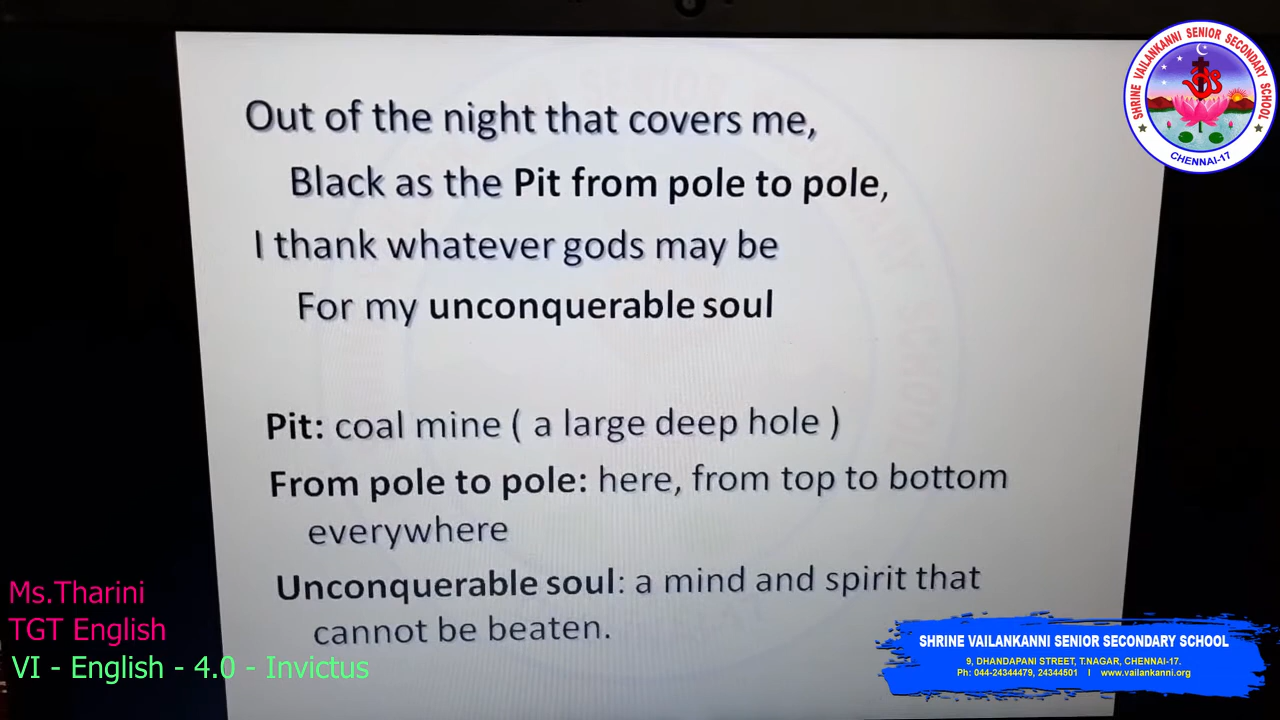 Out of the night that covers me,
Black as the Pit from pole to pole,
I thank whatever gods may be
For my unconquerable soul
Pit: coal mine ( a large deep hole )
From pole to pole: here, from top to bottom
everywhere
Unconquerable soul: a mind and spirit that
cannot be beaten.
Ms.Tharini
TGT English
VI - English - 4.0 - Invictus
SHRINE VAILANKANNI SENIOR SECONDARY SCHOOL
CHENNAI-17
SHRINE VAILANKANNI SENIOR SECONDARY SCHOOL
9, DHANDAPANI STREET, T.NAGAR, CHENNAI-17.
Ph: 044-24344479, 24344501 I www.vailankanni.org